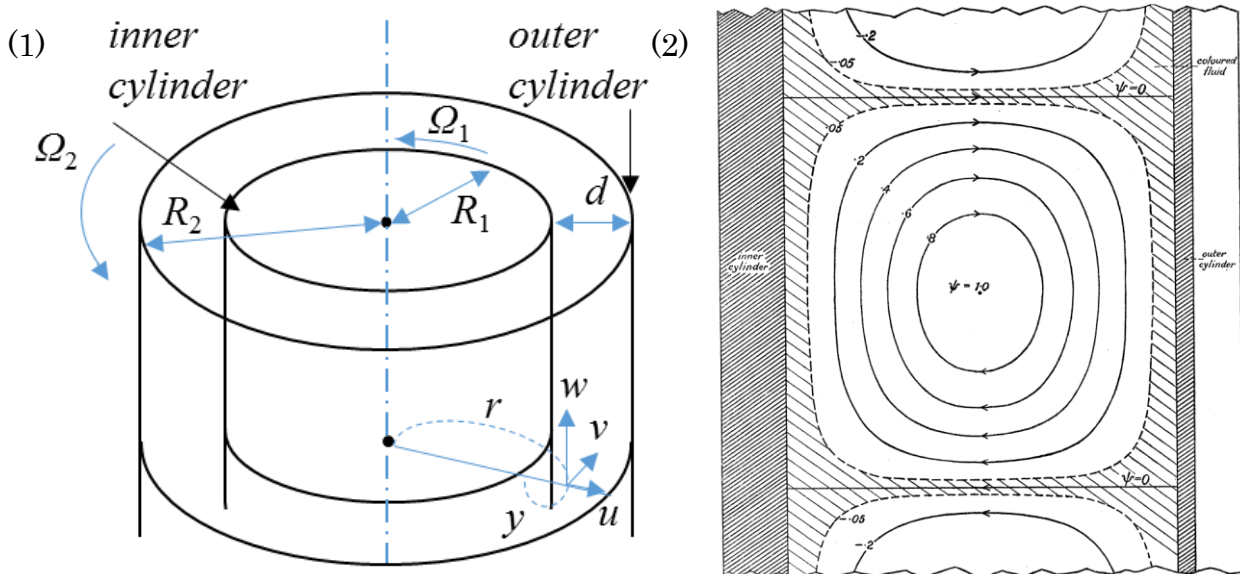 (1)
inner
cylinder
outer
cylinder
Ω₂
Ω₁
R₂
R₁
d
r
w
v
y
u
(2)
-.2
-.05
ψ=0
coloured
fluid
.05
.2
.4
.6
.8
ψ=1.0
inner
cylinder
outer
cylinder
ψ=0
-.05
-.2